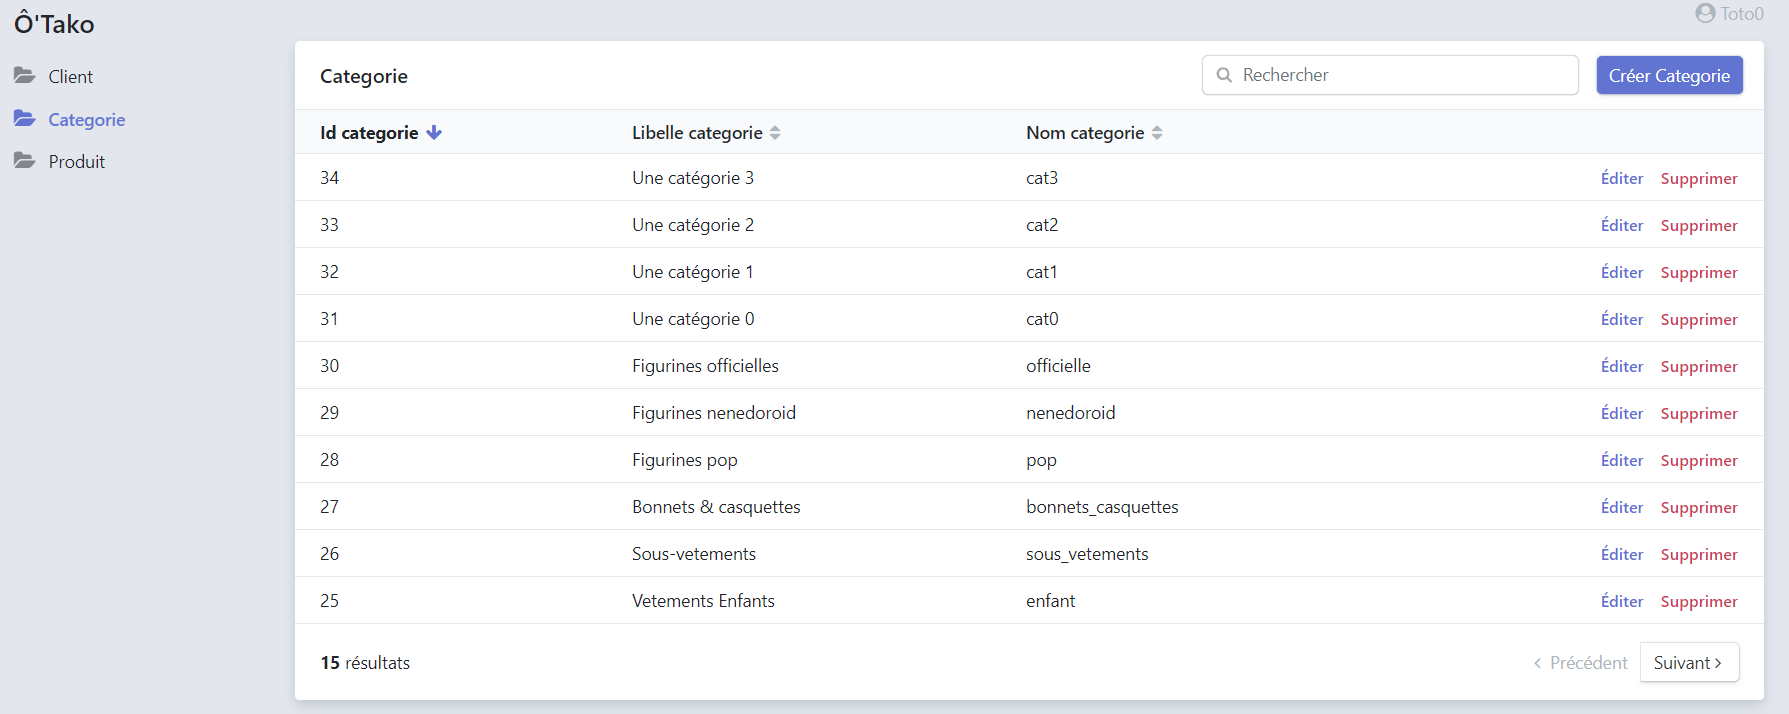 Ô'Tako
Toto0
Client
Categorie
Produit
Categorie
Rechercher
Créer Categorie
Id categorie Libelle categorie Nom categorie
34 Une catégorie 3 cat3 Éditer Supprimer
33 Une catégorie 2 cat2 Éditer Supprimer
32 Une catégorie 1 cat1 Éditer Supprimer
31 Une catégorie 0 cat0 Éditer Supprimer
30 Figurines officielles officielle Éditer Supprimer
29 Figurines nenedoroid nenedoroid Éditer Supprimer
28 Figurines pop pop Éditer Supprimer
27 Bonnets & casquettes bonnets_casquettes Éditer Supprimer
26 Sous-vetements sous_vetements Éditer Supprimer
25 Vetements Enfants enfant Éditer Supprimer
15 résultats
< Précédent Suivant >